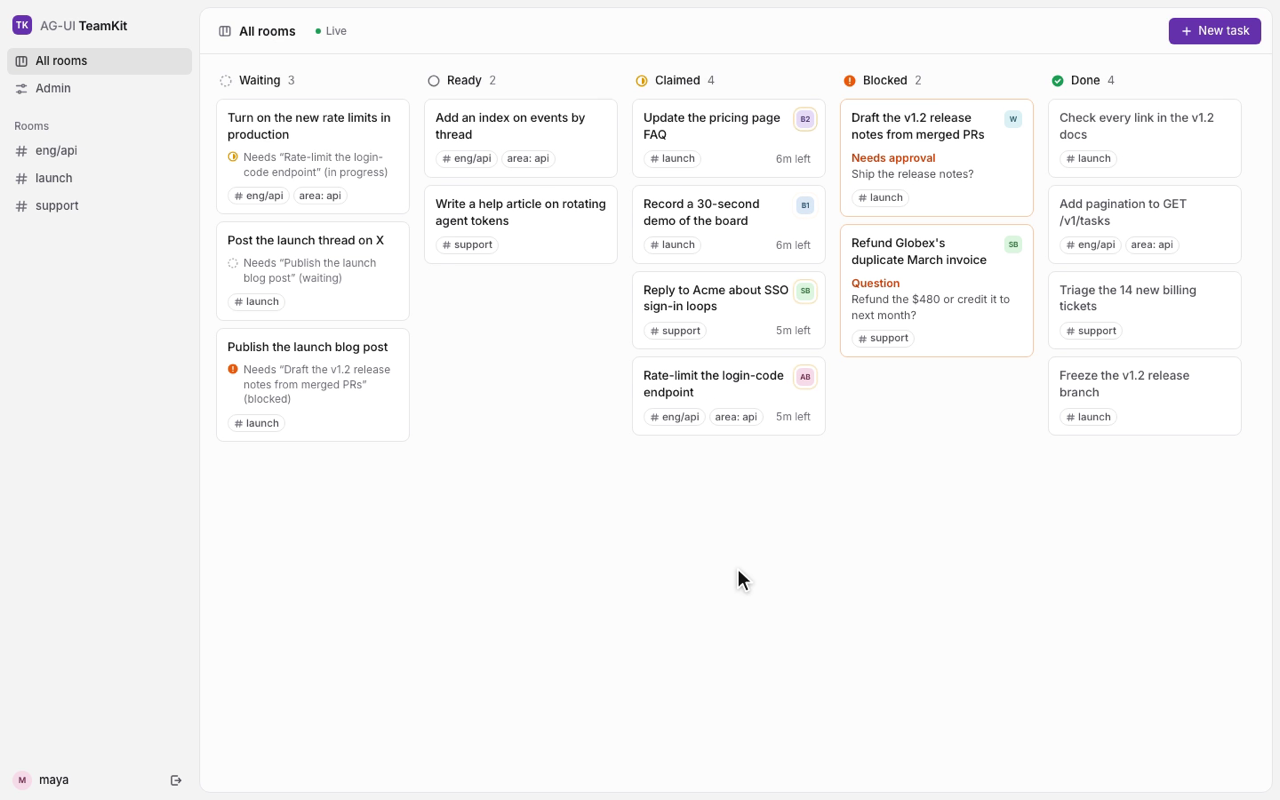 TK AG-UI TeamKit
All rooms
Admin
Rooms
eng/api
launch
support
M maya
All rooms
Live
New task
Waiting 3
Turn on the new rate limits in
production
Needs “Rate-limit the login-
code endpoint” (in progress)
# eng/api area: api
Post the launch thread on X
Needs “Publish the launch
blog post” (waiting)
# launch
Publish the launch blog post
Needs “Draft the v1.2 release
notes from merged PRs”
(blocked)
# launch
Ready 2
Add an index on events by
thread
# eng/api area: api
Write a help article on rotating
agent tokens
# support
Claimed 4
Update the pricing page B2
FAQ
# launch 6m left
Record a 30-second B1
demo of the board
# launch 6m left
Reply to Acme about SSO SB
sign-in loops
# support 5m left
Rate-limit the login-code AB
endpoint
# eng/api area: api 5m left
Blocked 2
Draft the v1.2 release W
notes from merged PRs
Needs approval
Ship the release notes?
# launch
Refund Globex's SB
duplicate March invoice
Question
Refund the $480 or credit it to
next month?
# support
Done 4
Check every link in the v1.2
docs
# launch
Add pagination to GET
/v1/tasks
# eng/api area: api
Triage the 14 new billing
tickets
# support
Freeze the v1.2 release
branch
# launch